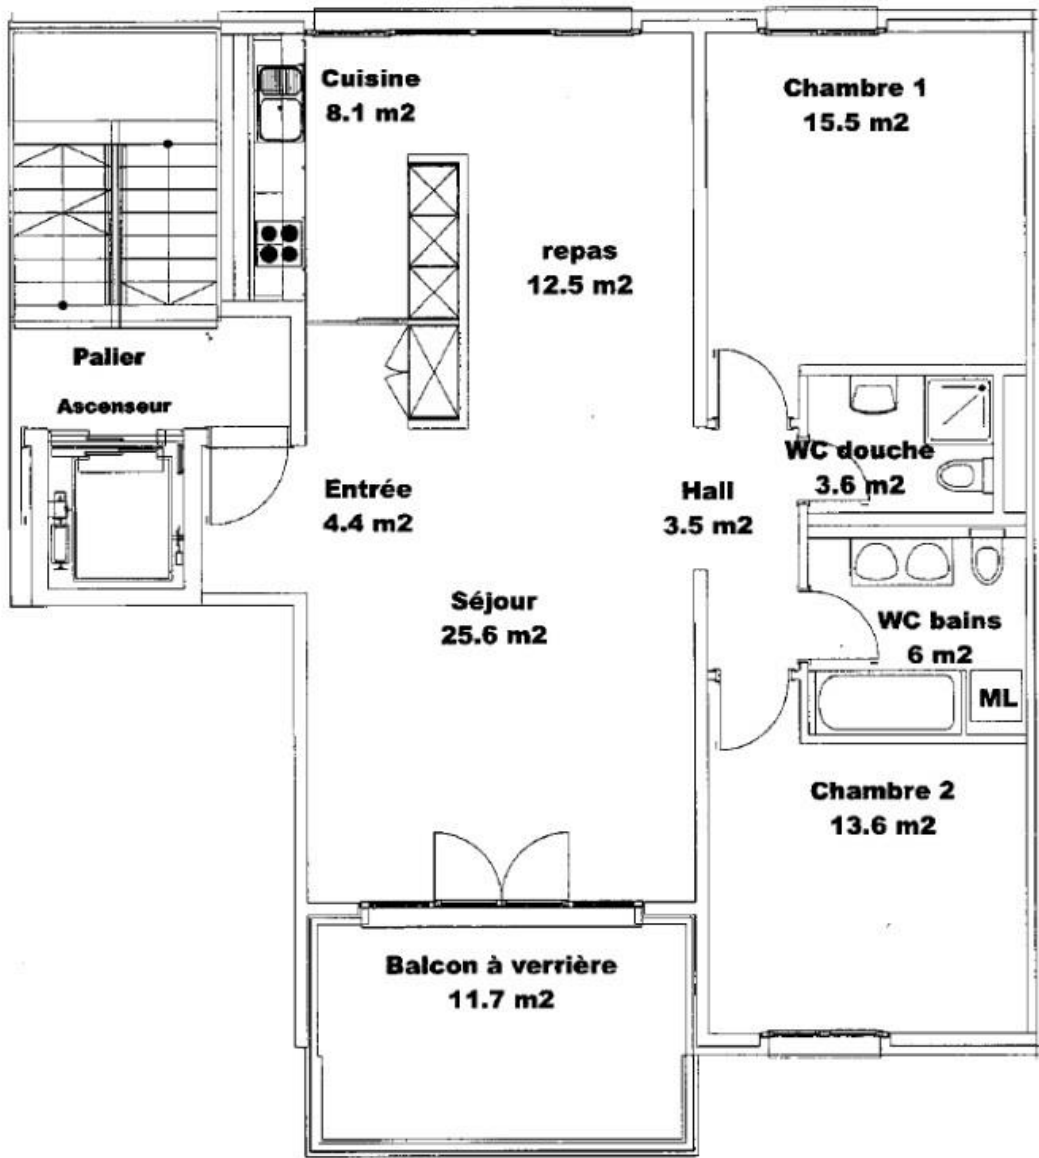 Cuisine
8.1 m2
Chambre 1
15.5 m2
repas
12.5 m2
Palier
Ascenseur
WC douche
3.6 m2
Entrée
4.4 m2
Hall
3.5 m2
Séjour
25.6 m2
WC bains
6 m2
ML
Chambre 2
13.6 m2
Balcon à verrière
11.7 m2